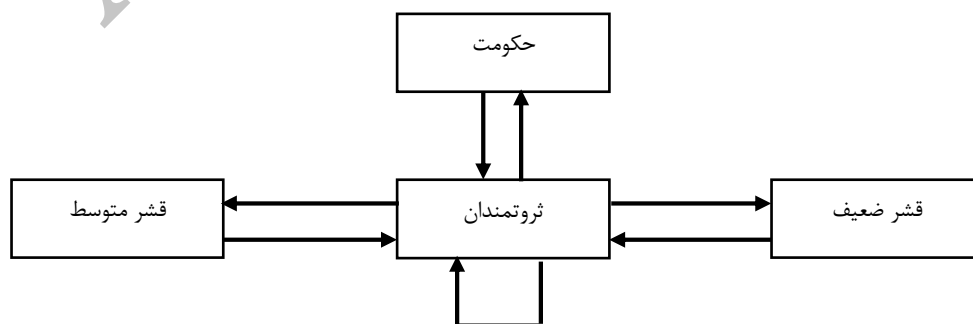 حکومت
قشر ضعیف
ثروتمندان
قشر متوسط